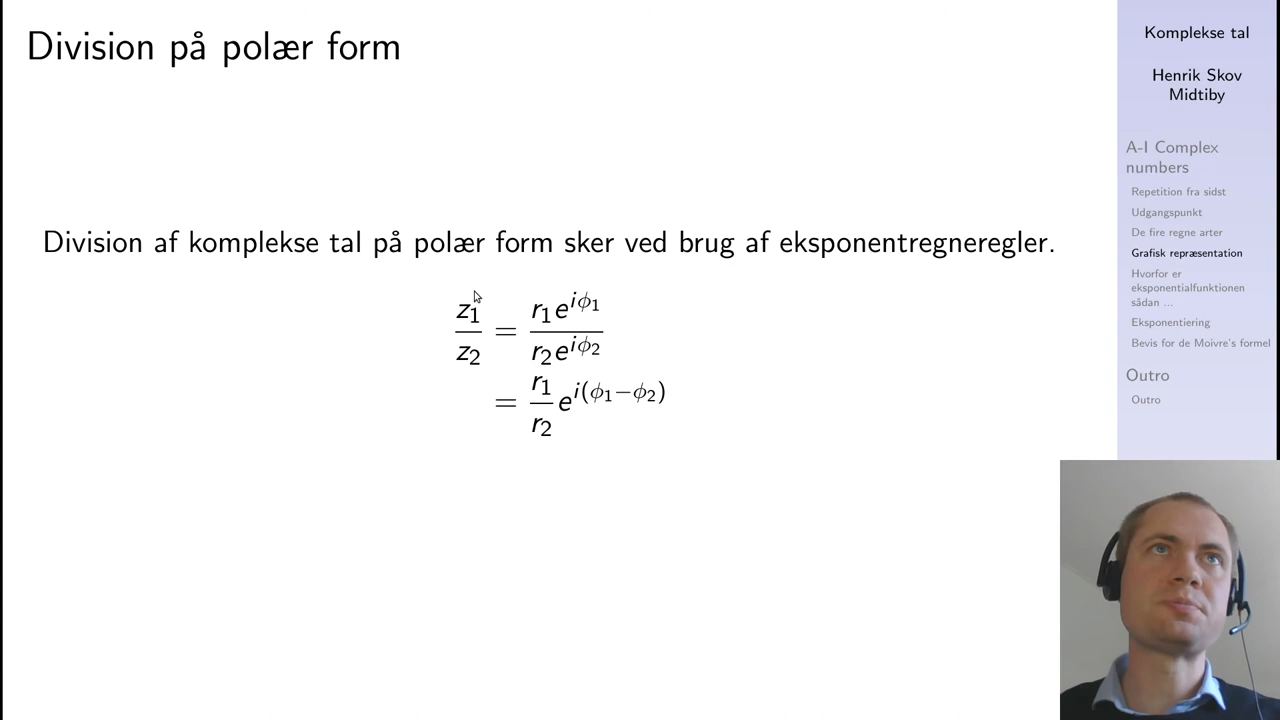 Division på polær form
Division af komplekse tal på polær form sker ved brug af eksponentregneregler.
z₁/z₂ = r₁e^{iϕ₁}/r₂e^{iϕ₂}
= r₁/r₂ e^{i(ϕ₁−ϕ₂)}
Komplekse tal
Henrik Skov
Midtiby
A-I Complex
numbers
Repetition fra sidst
Udgangspunkt
De fire regne arter
Grafisk repræsentation
Hvorfor er
eksponentialfunktionen
sådan ...
Eksponentiering
Bevis for de Moivre's formel
Outro
Outro